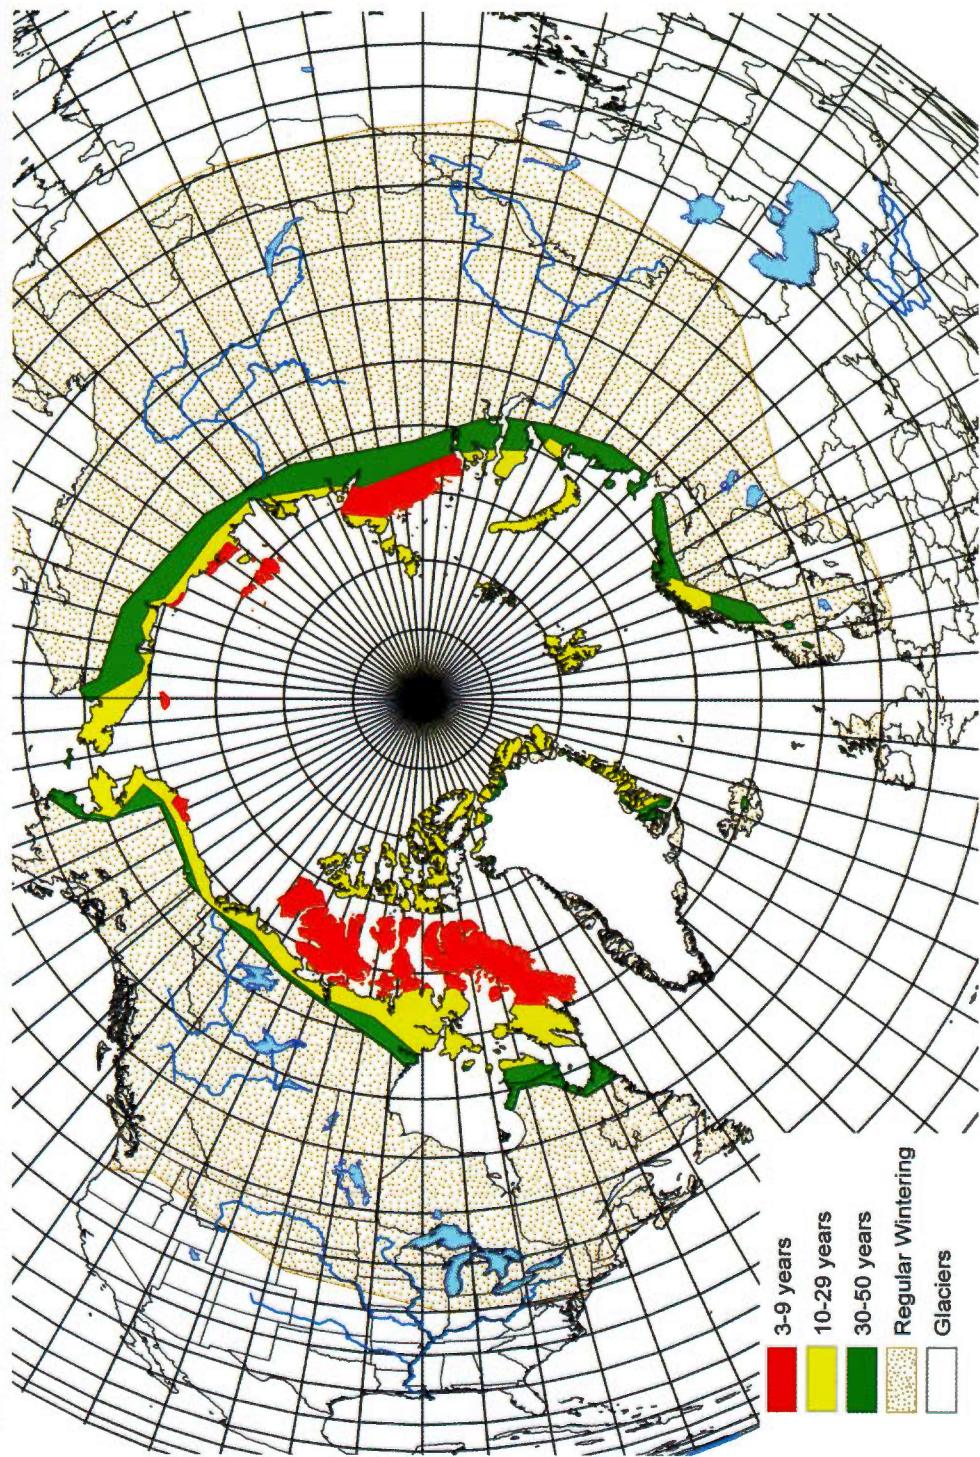 3-9 years
10-29 years
30-50 years
Regular Wintering
Glaciers